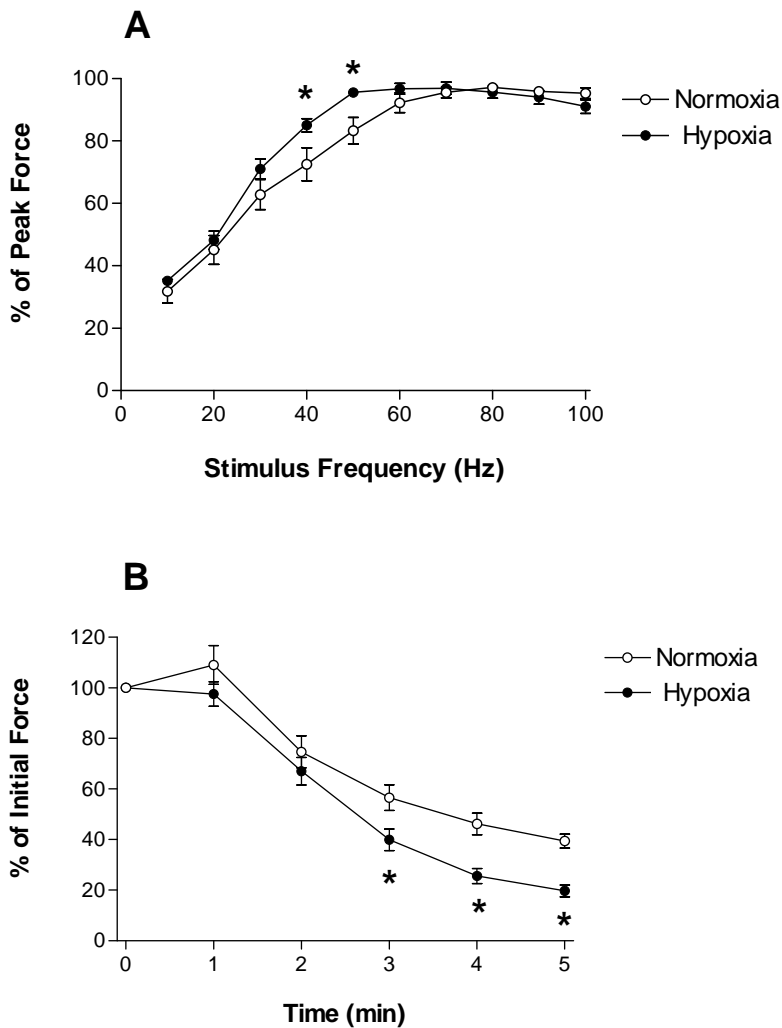 A
*
*
100
80
60
40
20
0
% of Peak Force
0 20 40 60 80 100
Stimulus Frequency (Hz)
Normoxia
Hypoxia
B
120
100
80
60
40
20
0
% of Initial Force
*
*
*
0 1 2 3 4 5
Time (min)
Normoxia
Hypoxia